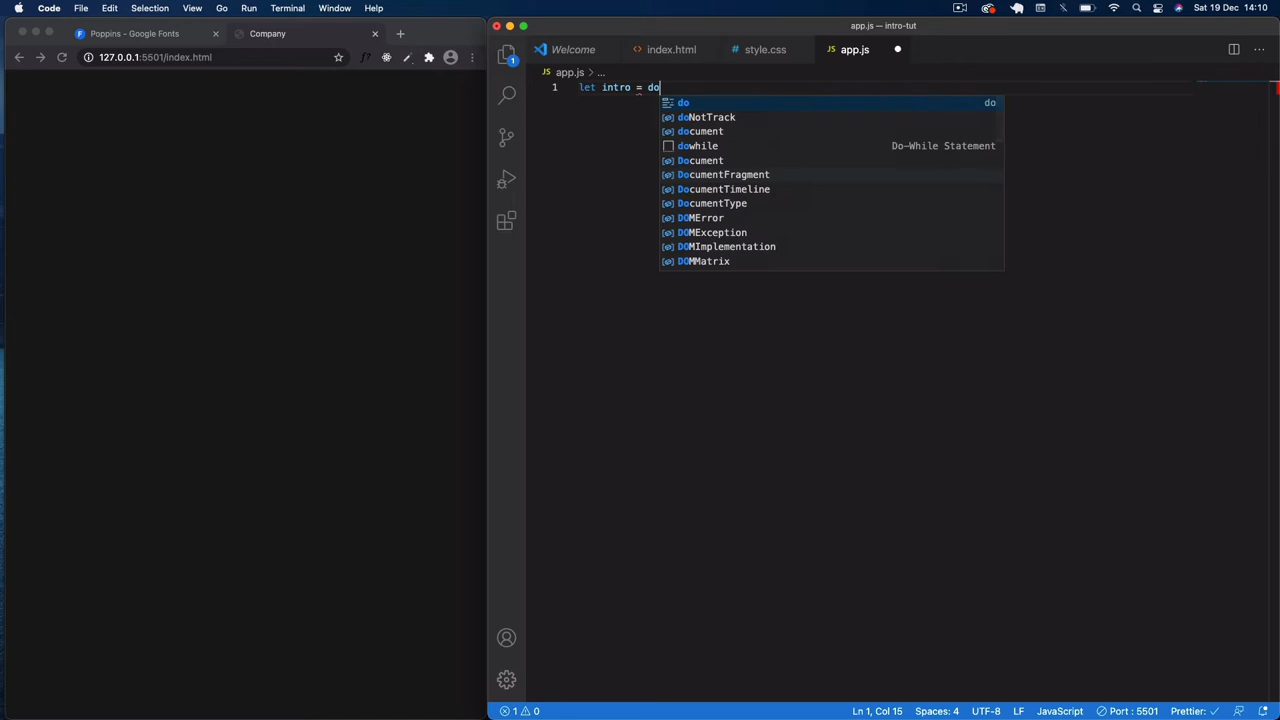 Code File Edit Selection View Go Run Terminal Window Help
Sat 19 Dec 14:10
Poppins - Google Fonts
Company
127.0.0.1:5501/index.html
f?
app.js — intro-tut
1
Welcome
index.html
style.css
JS app.js
JS app.js > ...
1 let intro = do
do do
doNotTrack
document
dowhile Do-While Statement
Document
DocumentFragment
DocumentTimeline
DocumentType
DOMError
DOMException
DOMImplementation
DOMMatrix
1 0
Ln 1, Col 15
Spaces: 4
UTF-8
LF
JavaScript
Port : 5501
Prettier: ✓